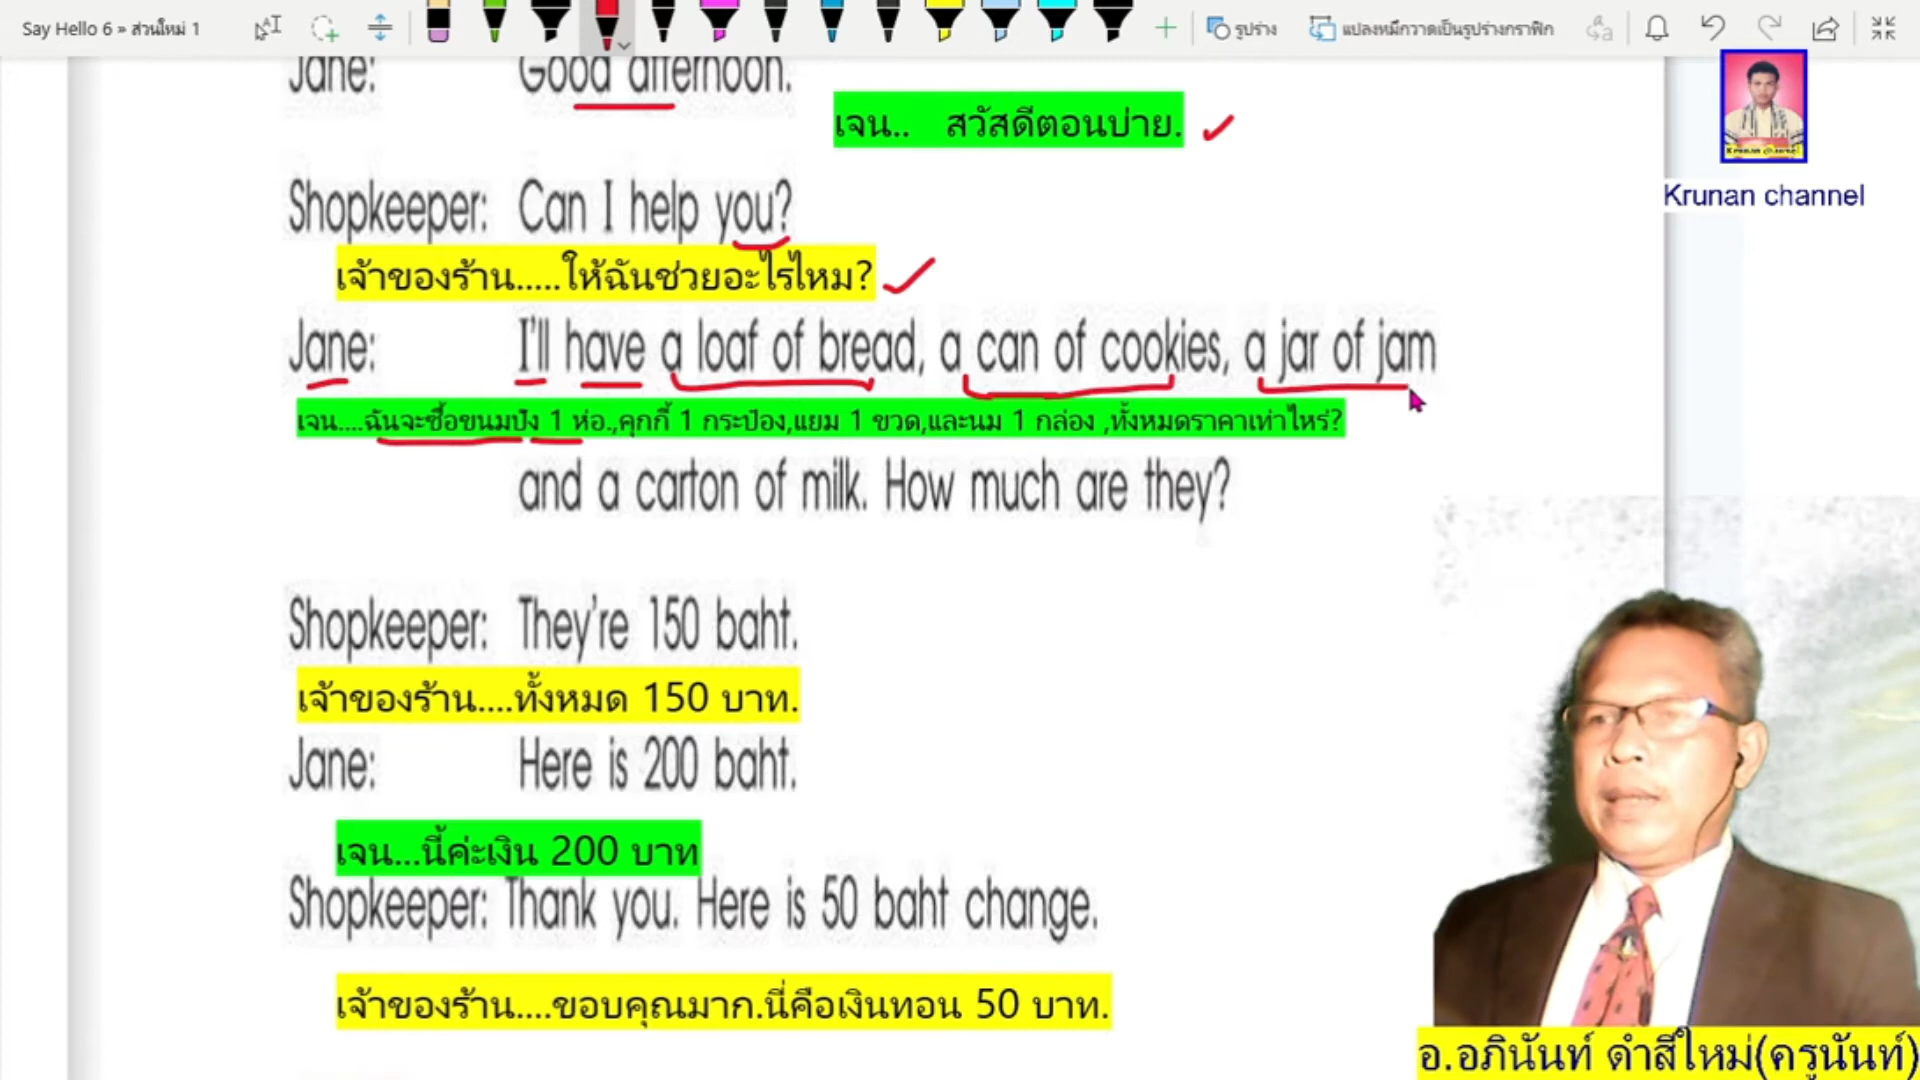 Say Hello 6 » ส่วนใหม่ 1
รูปร่าง
แปลงหมึกวาดเป็นรูปร่างกราฟิก
Jane: Good afternoon.
เจน.. สวัสดีตอนบ่าย.
Krunan channel
Shopkeeper: Can I help you?
เจ้าของร้าน.....ให้ฉันช่วยอะไรไหม?
Jane: I'll have a loaf of bread, a can of cookies, a jar of jam
เจน....ฉันจะซื้อขนมปัง 1 ห่อ.,คุกกี้ 1 กระป๋อง,แยม 1 ขวด,และนม 1 กล่อง ,ทั้งหมดราคาเท่าไหร่?
and a carton of milk. How much are they?
Shopkeeper: They're 150 baht.
เจ้าของร้าน....ทั้งหมด 150 บาท.
Jane: Here is 200 baht.
เจน...นี้ค่ะเงิน 200 บาท
Shopkeeper: Thank you. Here is 50 baht change.
เจ้าของร้าน....ขอบคุณมาก.นี่คือเงินทอน 50 บาท.
อ.อภินันท์ ดำสีใหม่(ครูนันท์)